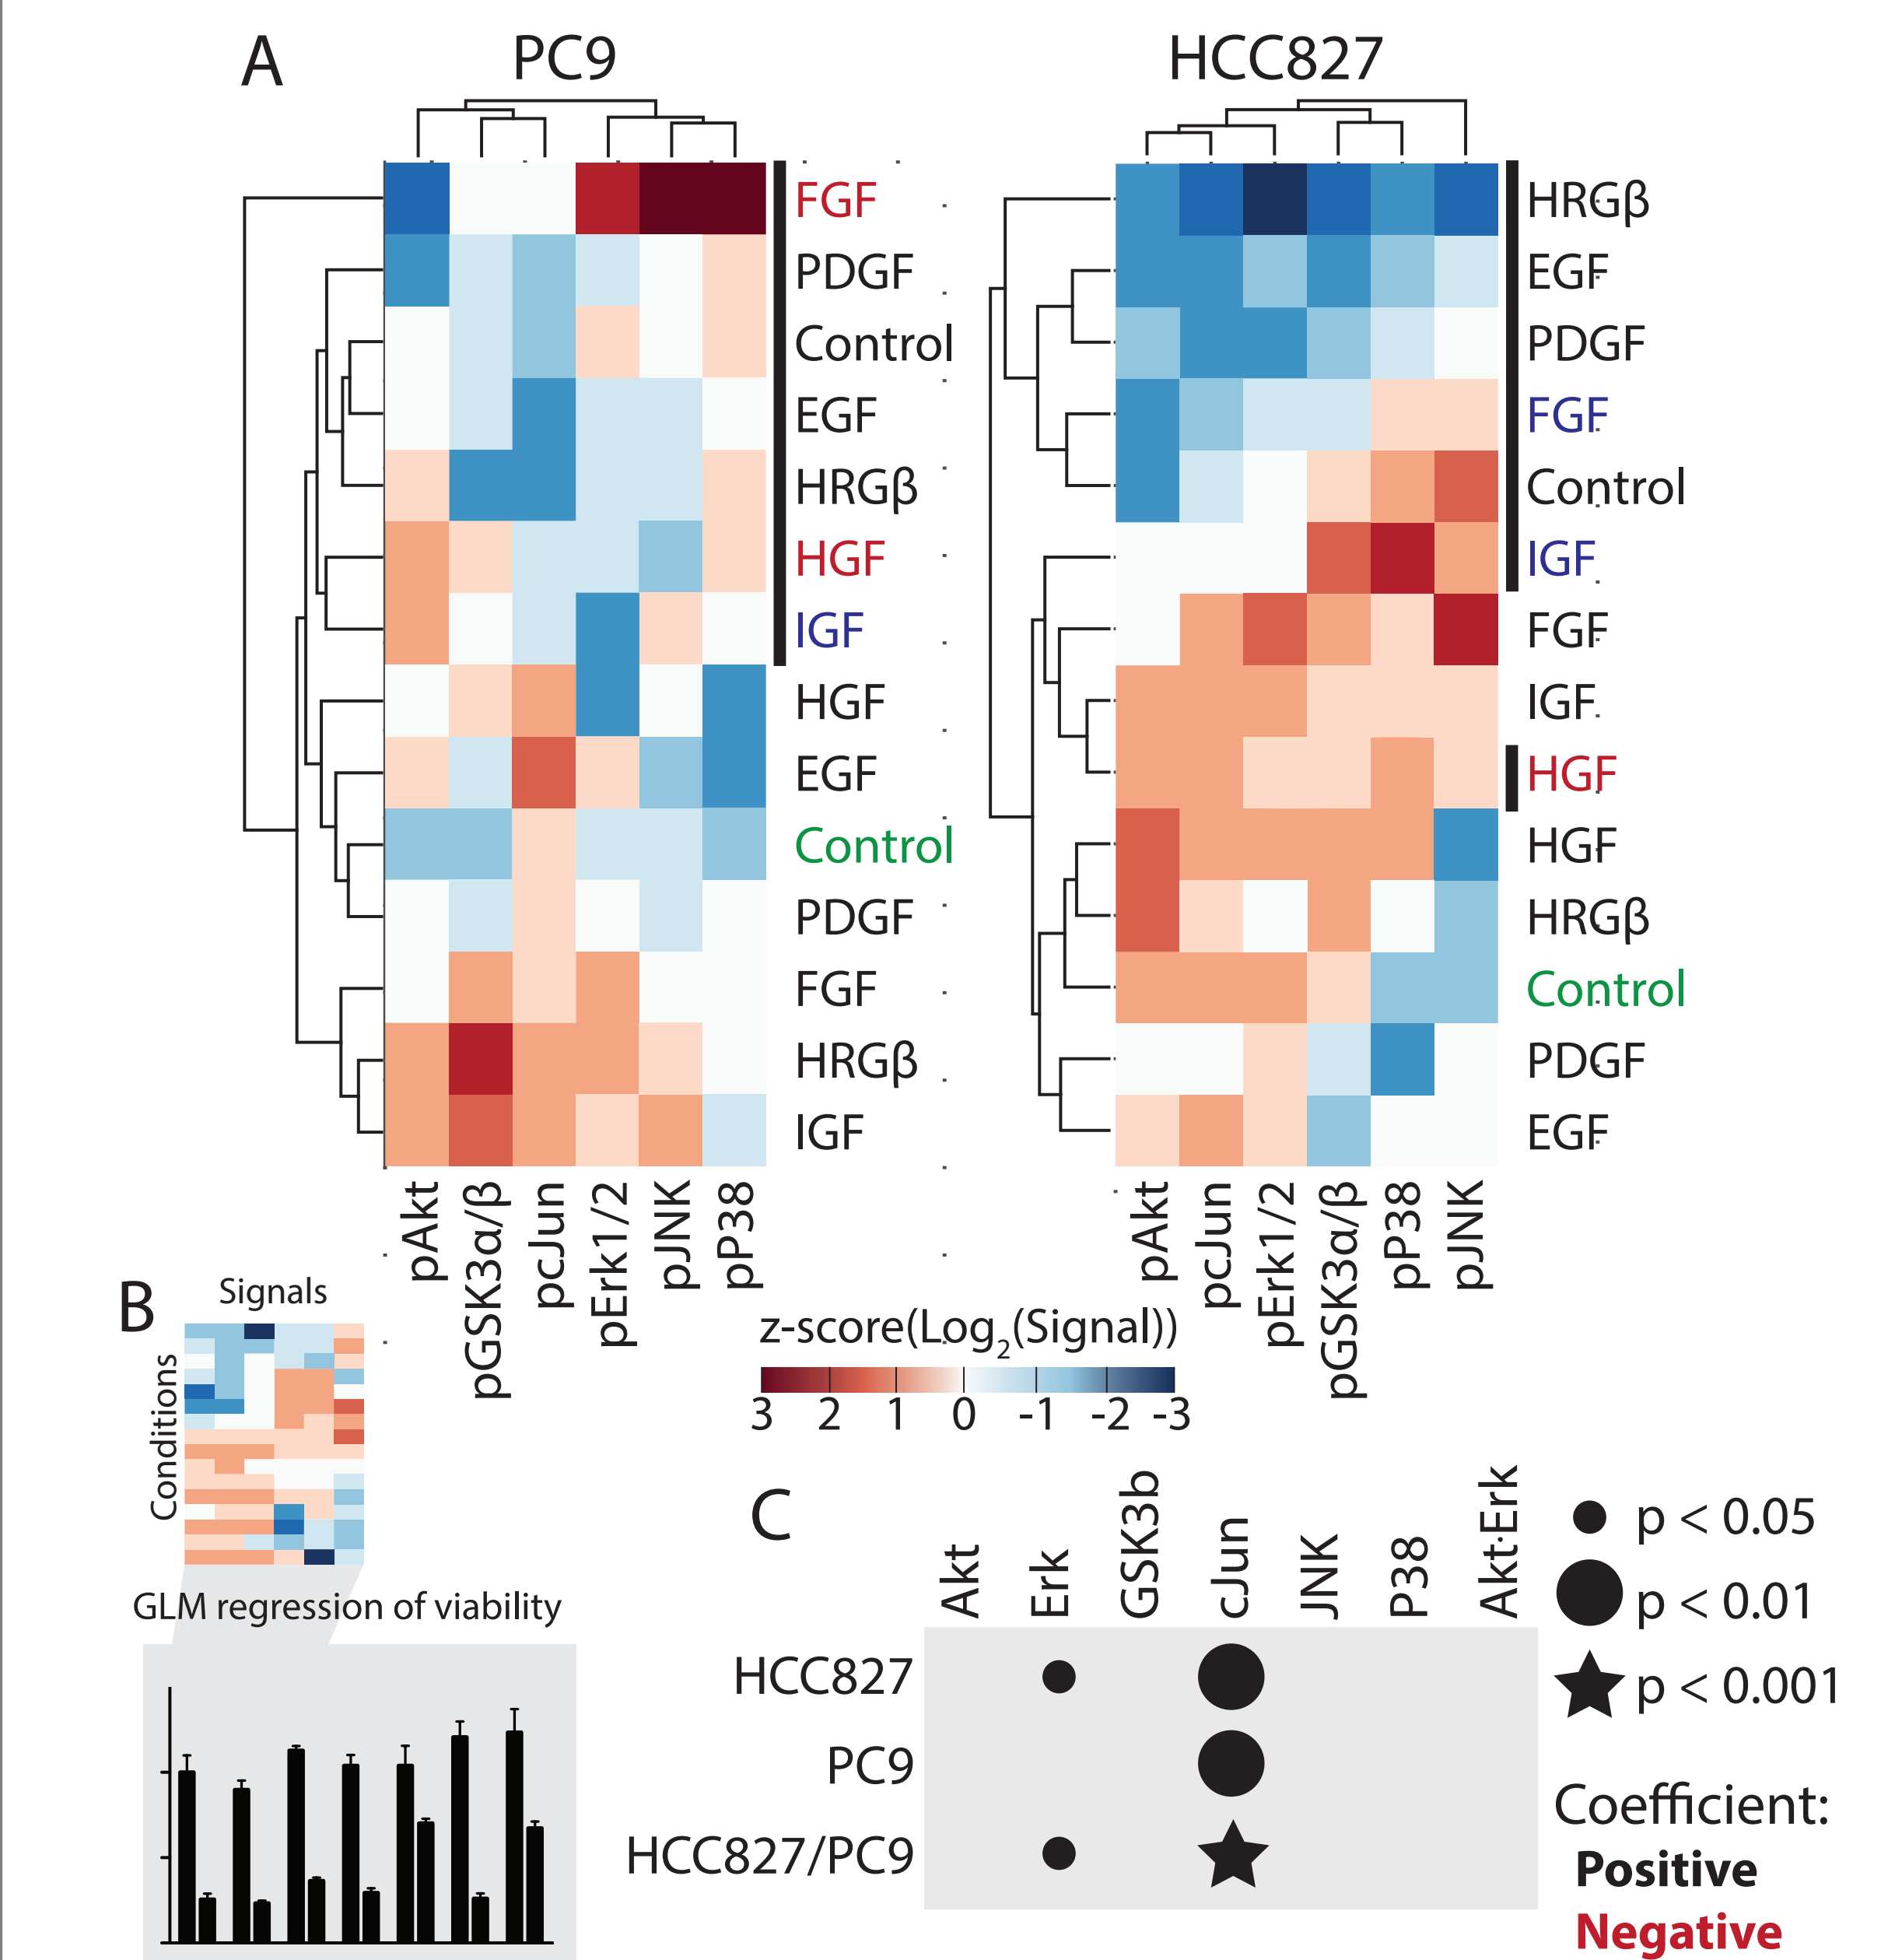 A
PC9
HCC827
FGF
PDGF
Control
EGF
HRGβ
HGF
IGF
HGF
EGF
Control
PDGF
FGF
HRGβ
IGF
HRGβ
EGF
PDGF
FGF
Control
IGF
FGF
IGF
HGF
HGF
HRGβ
Control
PDGF
EGF
pAkt
pGSK3α/β
pcJun
pErk1/2
pJNK
pP38
pAkt
pcJun
pErk1/2
pGSK3α/β
pP38
pJNK
z-score(Log2(Signal))
3 2 1 0 -1 -2 -3
B
Signals
Conditions
GLM regression of viability
C
Akt
Erk
GSK3b
cJun
JNK
P38
Akt·Erk
HCC827
PC9
HCC827/PC9
p < 0.05
p < 0.01
p < 0.001
Coefficient:
Positive
Negative